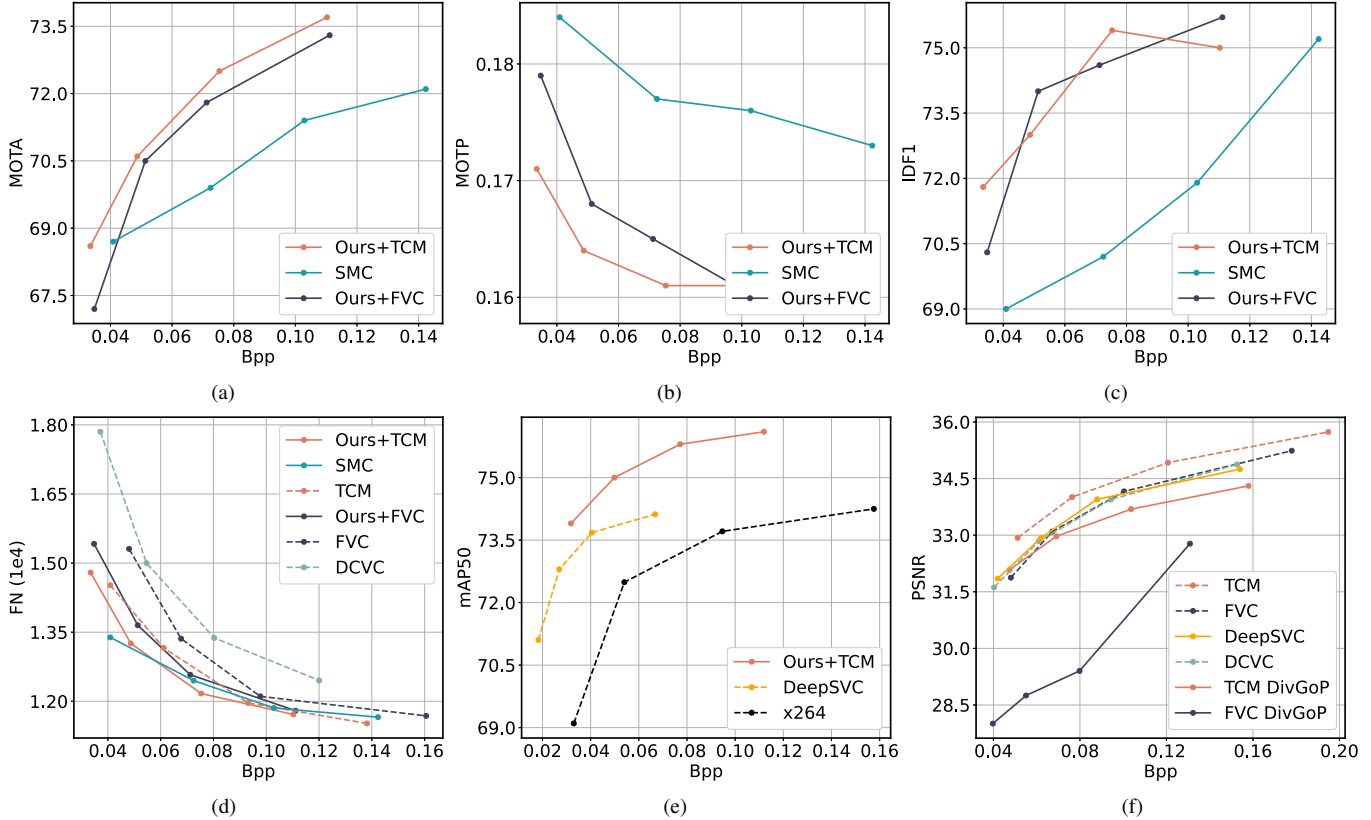 73.5
72.0
70.5
69.0
67.5
MOTA
0.04 0.06 0.08 0.10 0.12 0.14
Bpp
Ours+TCM
SMC
Ours+FVC
(a)
0.18
0.17
0.16
MOTP
0.04 0.06 0.08 0.10 0.12 0.14
Bpp
Ours+TCM
SMC
Ours+FVC
(b)
75.0
73.5
72.0
70.5
69.0
IDF1
0.04 0.06 0.08 0.10 0.12 0.14
Bpp
Ours+TCM
SMC
Ours+FVC
(c)
1.80
1.65
1.50
1.35
1.20
FN (1e4)
0.04 0.06 0.08 0.10 0.12 0.14 0.16
Bpp
Ours+TCM
SMC
TCM
Ours+FVC
FVC
DCVC
(d)
75.0
73.5
72.0
70.5
69.0
mAP50
0.02 0.04 0.06 0.08 0.10 0.12 0.14 0.16
Bpp
Ours+TCM
DeepSVC
x264
(e)
36.0
34.5
33.0
31.5
30.0
28.5
PSNR
0.04 0.08 0.12 0.16 0.20
Bpp
TCM
FVC
DeepSVC
DCVC
TCM DivGoP
FVC DivGoP
(f)